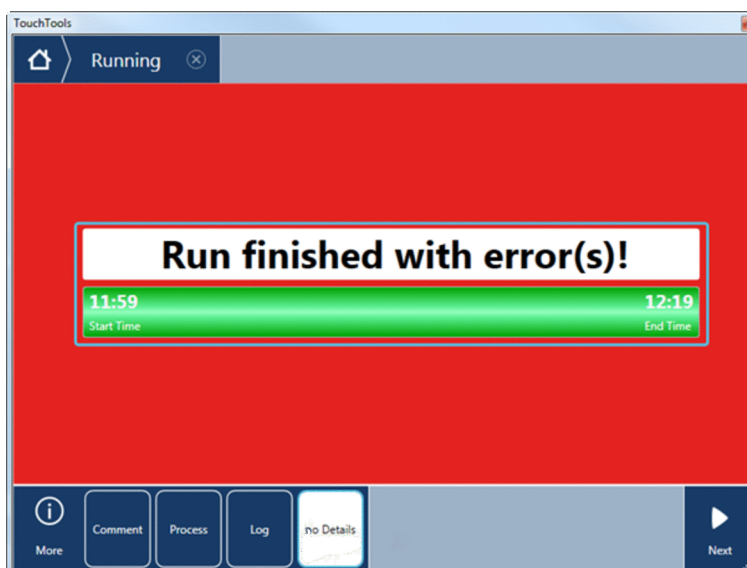 TouchTools
Running
Run finished with error(s)!
11:59 12:19
Start Time End Time
Comment Process Log no Details
More Next